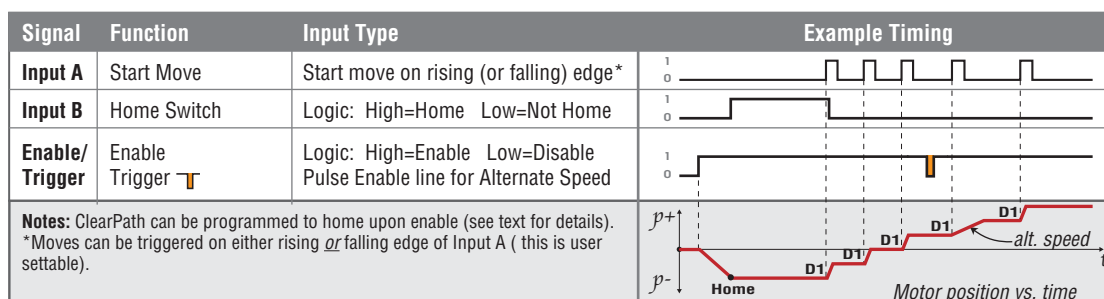 Signal Function Input Type Example Timing
Input A Start Move Start move on rising (or falling) edge* 1 0
Input B Home Switch Logic: High=Home Low=Not Home 1 0
Enable/ Enable Logic: High=Enable Low=Disable 1
Trigger Trigger Pulse Enable line for Alternate Speed 0
Notes: ClearPath can be programmed to home upon enable (see text for details).
*Moves can be triggered on either rising or falling edge of Input A ( this is user
settable).
p+
p-
Home
D1
D1
D1
D1
D1
alt. speed
t
Motor position vs. time